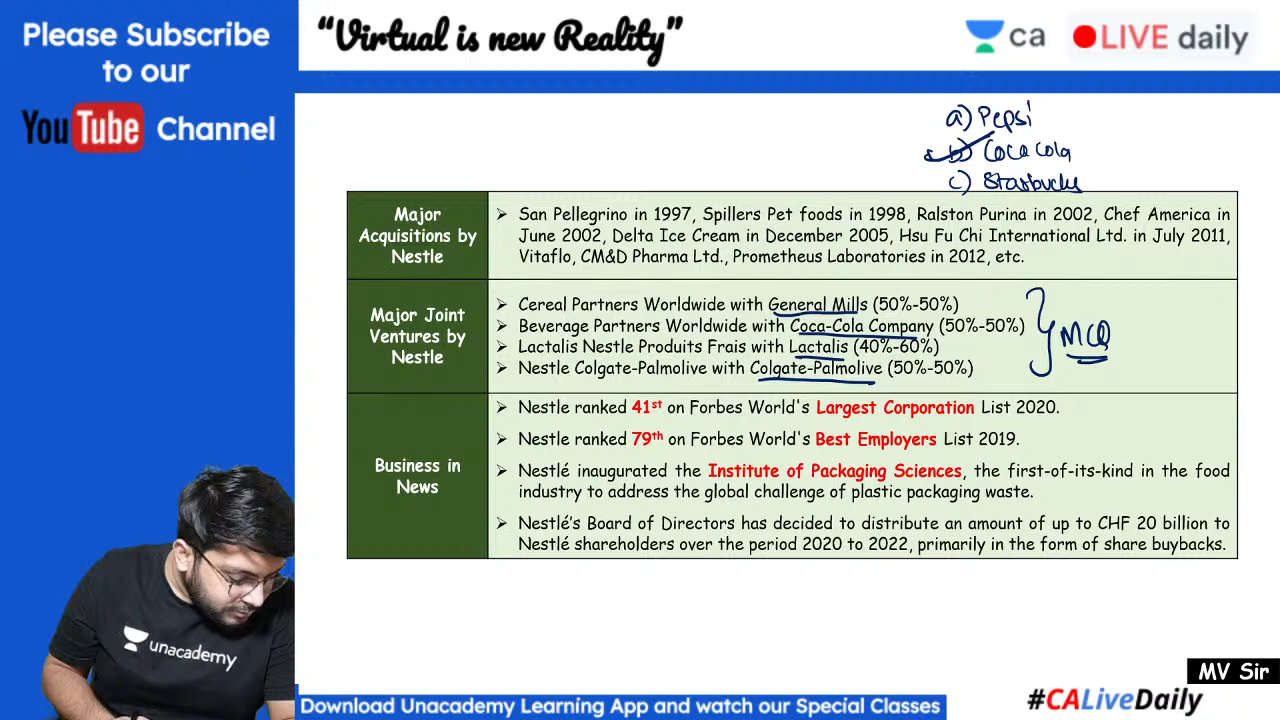 Please Subscribe
to our
YouTube Channel
“Virtual is new Reality”
ca
LIVE daily
a) Pepsi
b) Coca cola
c) Starbucks
Major
Acquisitions by
Nestle
➢ San Pellegrino in 1997, Spillers Pet foods in 1998, Ralston Purina in 2002, Chef America in
June 2002, Delta Ice Cream in December 2005, Hsu Fu Chi International Ltd. in July 2011,
Vitaflo, CM&D Pharma Ltd., Prometheus Laboratories in 2012, etc.
Major Joint
Ventures by
Nestle
➢ Cereal Partners Worldwide with General Mills (50%-50%)
➢ Beverage Partners Worldwide with Coca-Cola Company (50%-50%)
➢ Lactalis Nestle Produits Frais with Lactalis (40%-60%)
➢ Nestle Colgate-Palmolive with Colgate-Palmolive (50%-50%)
MCQ
Business in
News
➢ Nestle ranked 41st on Forbes World's Largest Corporation List 2020.
➢ Nestle ranked 79th on Forbes World's Best Employers List 2019.
➢ Nestlé inaugurated the Institute of Packaging Sciences, the first-of-its-kind in the food
industry to address the global challenge of plastic packaging waste.
➢ Nestlé’s Board of Directors has decided to distribute an amount of up to CHF 20 billion to
Nestlé shareholders over the period 2020 to 2022, primarily in the form of share buybacks.
unacademy
MV Sir
Download Unacademy Learning App and watch our Special Classes
#CALiveDaily